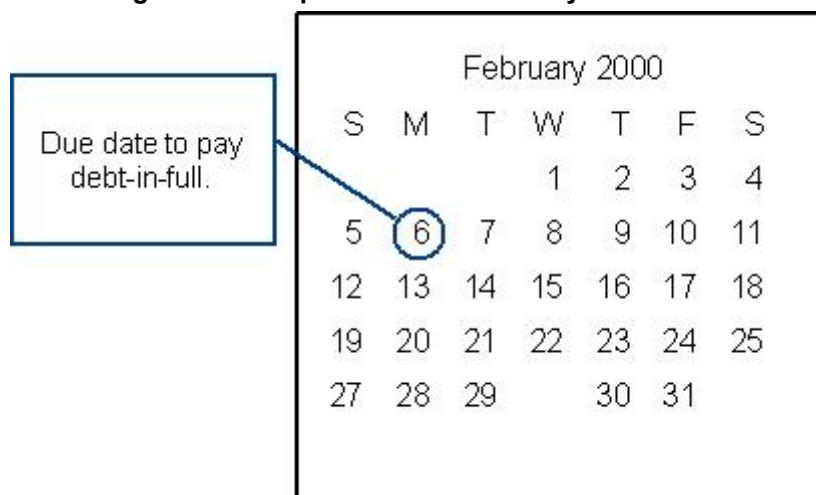 February 2000
Due date to pay
debt-in-full.
S M T W T F S
1 2 3 4
5 6 7 8 9 10 11
12 13 14 15 16 17 18
19 20 21 22 23 24 25
27 28 29 30 31